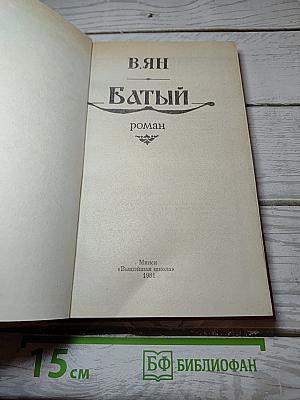 В. ЯН
БАТЫЙ
роман
Минск
«Вышэйшая школа»
1981
15 см
БФ БИБЛИОФАН